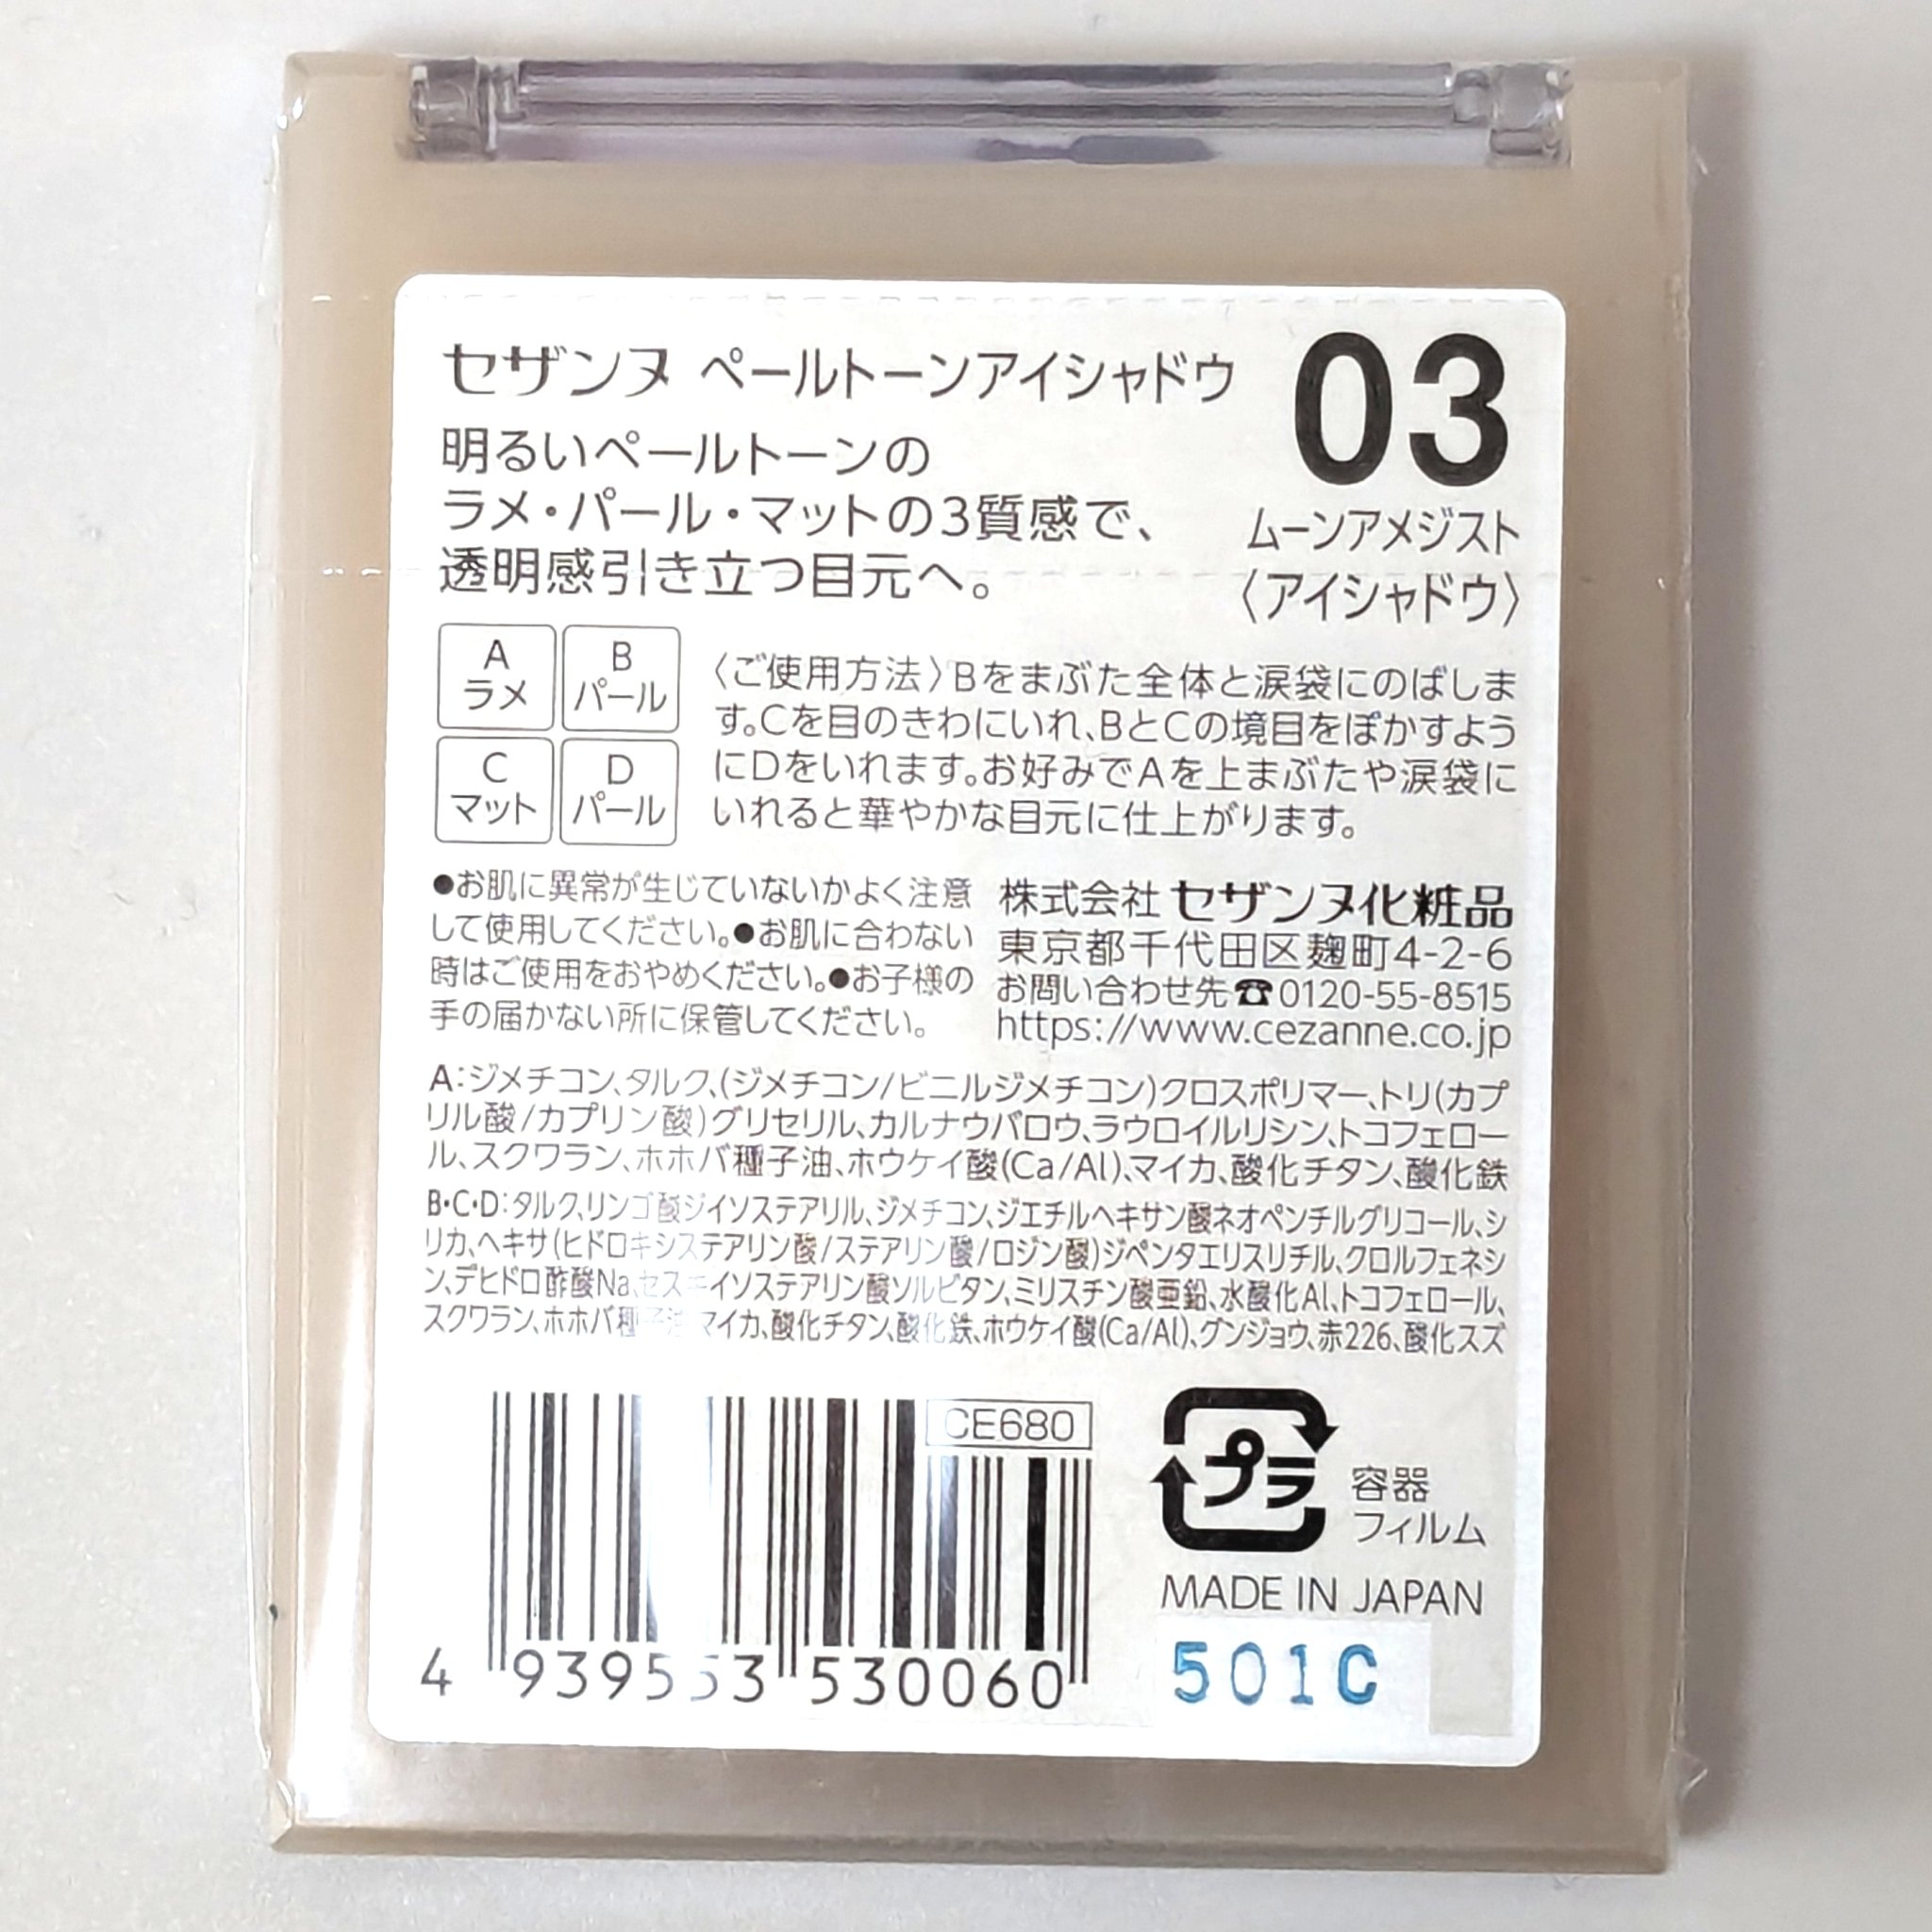 セザンヌ ペールトーンアイシャドウ
03
明るいペールトーンの
ラメ・パール・マットの3質感で、
透明感引き立つ目元へ。
ムーンアメジスト
〈アイシャドウ〉
A
ラメ
B
パール
C
マット
D
パール
〈ご使用方法〉Bをまぶた全体と涙袋にのばしま
す。Cを目のきわにいれ、BとCの境目をぼかすよう
にDをいれます。お好みでAを上まぶたや涙袋に
いれると華やかな目元に仕上がります。
●お肌に異常が生じていないかよく注意
して使用してください。●お肌に合わない
時はご使用をおやめください。●お子様の
手の届かない所に保管してください。
株式会社 セザンヌ化粧品
東京都千代田区麹町4-2-6
お問い合わせ先☎0120-55-8515
https://www.cezanne.co.jp
A:ジメチコン、タルク、(ジメチコン/ビニルジメチコン)クロスポリマー、トリ(カプ
リル酸/カプリン酸)グリセリル、カルナウバロウ、ラウロイルリシン、トコフェロー
ル、スクワラン、ホホバ種子油、ホウケイ酸(Ca/Al)、マイカ、酸化チタン、酸化鉄
B・C・D:タルク、リンゴ酸ジイソステアリル、ジメチコン、ジエチルヘキサン酸ネオペンチルグリコール、シ
リカ、ヘキサ(ヒドロキシステアリン酸/ステアリン酸/ロジン酸)ジペンタエリスリチル、クロルフェネシ
ン、デヒドロ酢酸Na、セスキイソステアリン酸ソルビタン、ミリスチン酸亜鉛、水酸化Al、トコフェロール、
スクワラン、ホホバ種子油、マイカ、酸化チタン、酸化鉄、ホウケイ酸(Ca/Al)、グンジョウ、赤226、酸化スズ
CE680
4 939553 530060
プラ
容器
フィルム
MADE IN JAPAN
501C